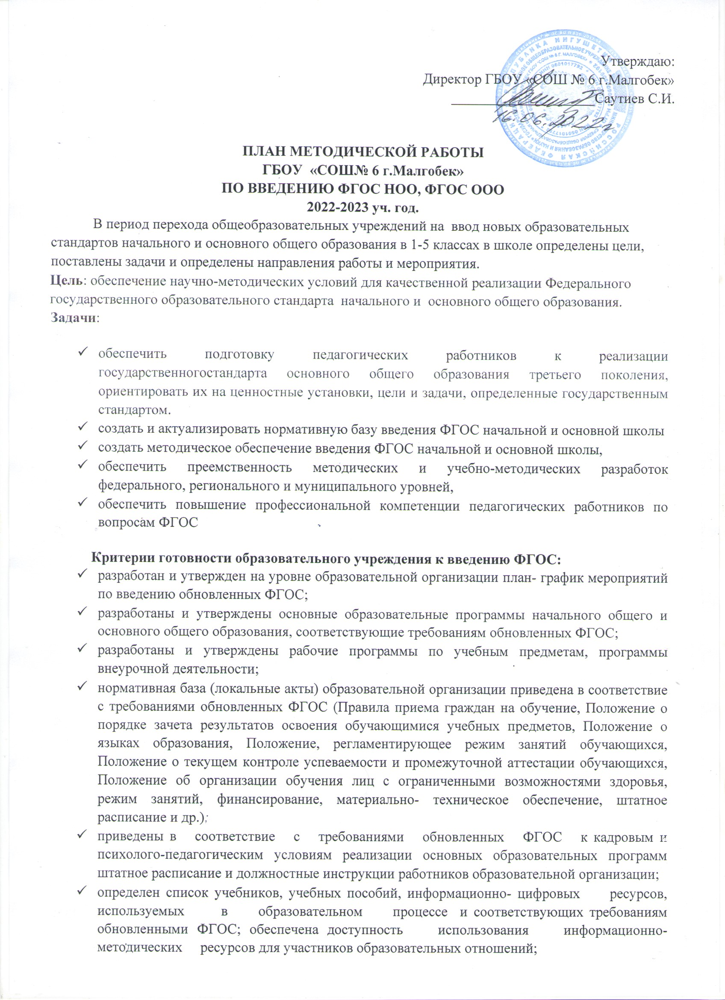 Утверждаю:
Директор ГБОУ «СОШ № 6 г.Малгобек»
Саутиев С.И.
16.06.2022г
ПЛАН МЕТОДИЧЕСКОЙ РАБОТЫ
ГБОУ «СОШ№ 6 г.Малгобек»
ПО ВВЕДЕНИЮ ФГОС НОО, ФГОС ООО
2022-2023 уч. год.
В период перехода общеобразовательных учреждений на ввод новых образовательных
стандартов начального и основного общего образования в 1-5 классах в школе определены цели,
поставлены задачи и определены направления работы и мероприятия.
Цель: обеспечение научно-методических условий для качественной реализации Федерального
государственного образовательного стандарта начального и основного общего образования.
Задачи:
✓ обеспечить подготовку педагогических работников к реализации
государственногостандарта основного общего образования третьего поколения,
ориентировать их на ценностные установки, цели и задачи, определенные государственным
стандартом.
✓ создать и актуализировать нормативную базу введения ФГОС начальной и основной школы
✓ создать методическое обеспечение введения ФГОС начальной и основной школы,
✓ обеспечить преемственность методических и учебно-методических разработок
федерального, регионального и муниципального уровней,
✓ обеспечить повышение профессиональной компетенции педагогических работников по
вопросам ФГОС
Критерии готовности образовательного учреждения к введению ФГОС:
✓ разработан и утвержден на уровне образовательной организации план- график мероприятий
по введению обновленных ФГОС;
✓ разработаны и утверждены основные образовательные программы начального общего и
основного общего образования, соответствующие требованиям обновленных ФГОС;
✓ разработаны и утверждены рабочие программы по учебным предметам, программы
внеурочной деятельности;
✓ нормативная база (локальные акты) образовательной организации приведена в соответствие
с требованиями обновленных ФГОС (Правила приема граждан на обучение, Положение о
порядке зачета результатов освоения обучающимися учебных предметов, Положение о
языках образования, Положение, регламентирующее режим занятий обучающихся,
Положение о текущем контроле успеваемости и промежуточной аттестации обучающихся,
Положение об организации обучения лиц с ограниченными возможностями здоровья,
режим занятий, финансирование, материально- техническое обеспечение, штатное
расписание и др.);
✓ приведены в соответствие с требованиями обновленных ФГОС к кадровым и
психолого-педагогическим условиям реализации основных образовательных программ
штатное расписание и должностные инструкции работников образовательной организации;
✓ определен список учебников, учебных пособий, информационно- цифровых ресурсов,
используемых в образовательном процессе и соответствующих требованиям
обновленными ФГОС; обеспечена доступность использования информационно-
методических ресурсов для участников образовательных отношений;